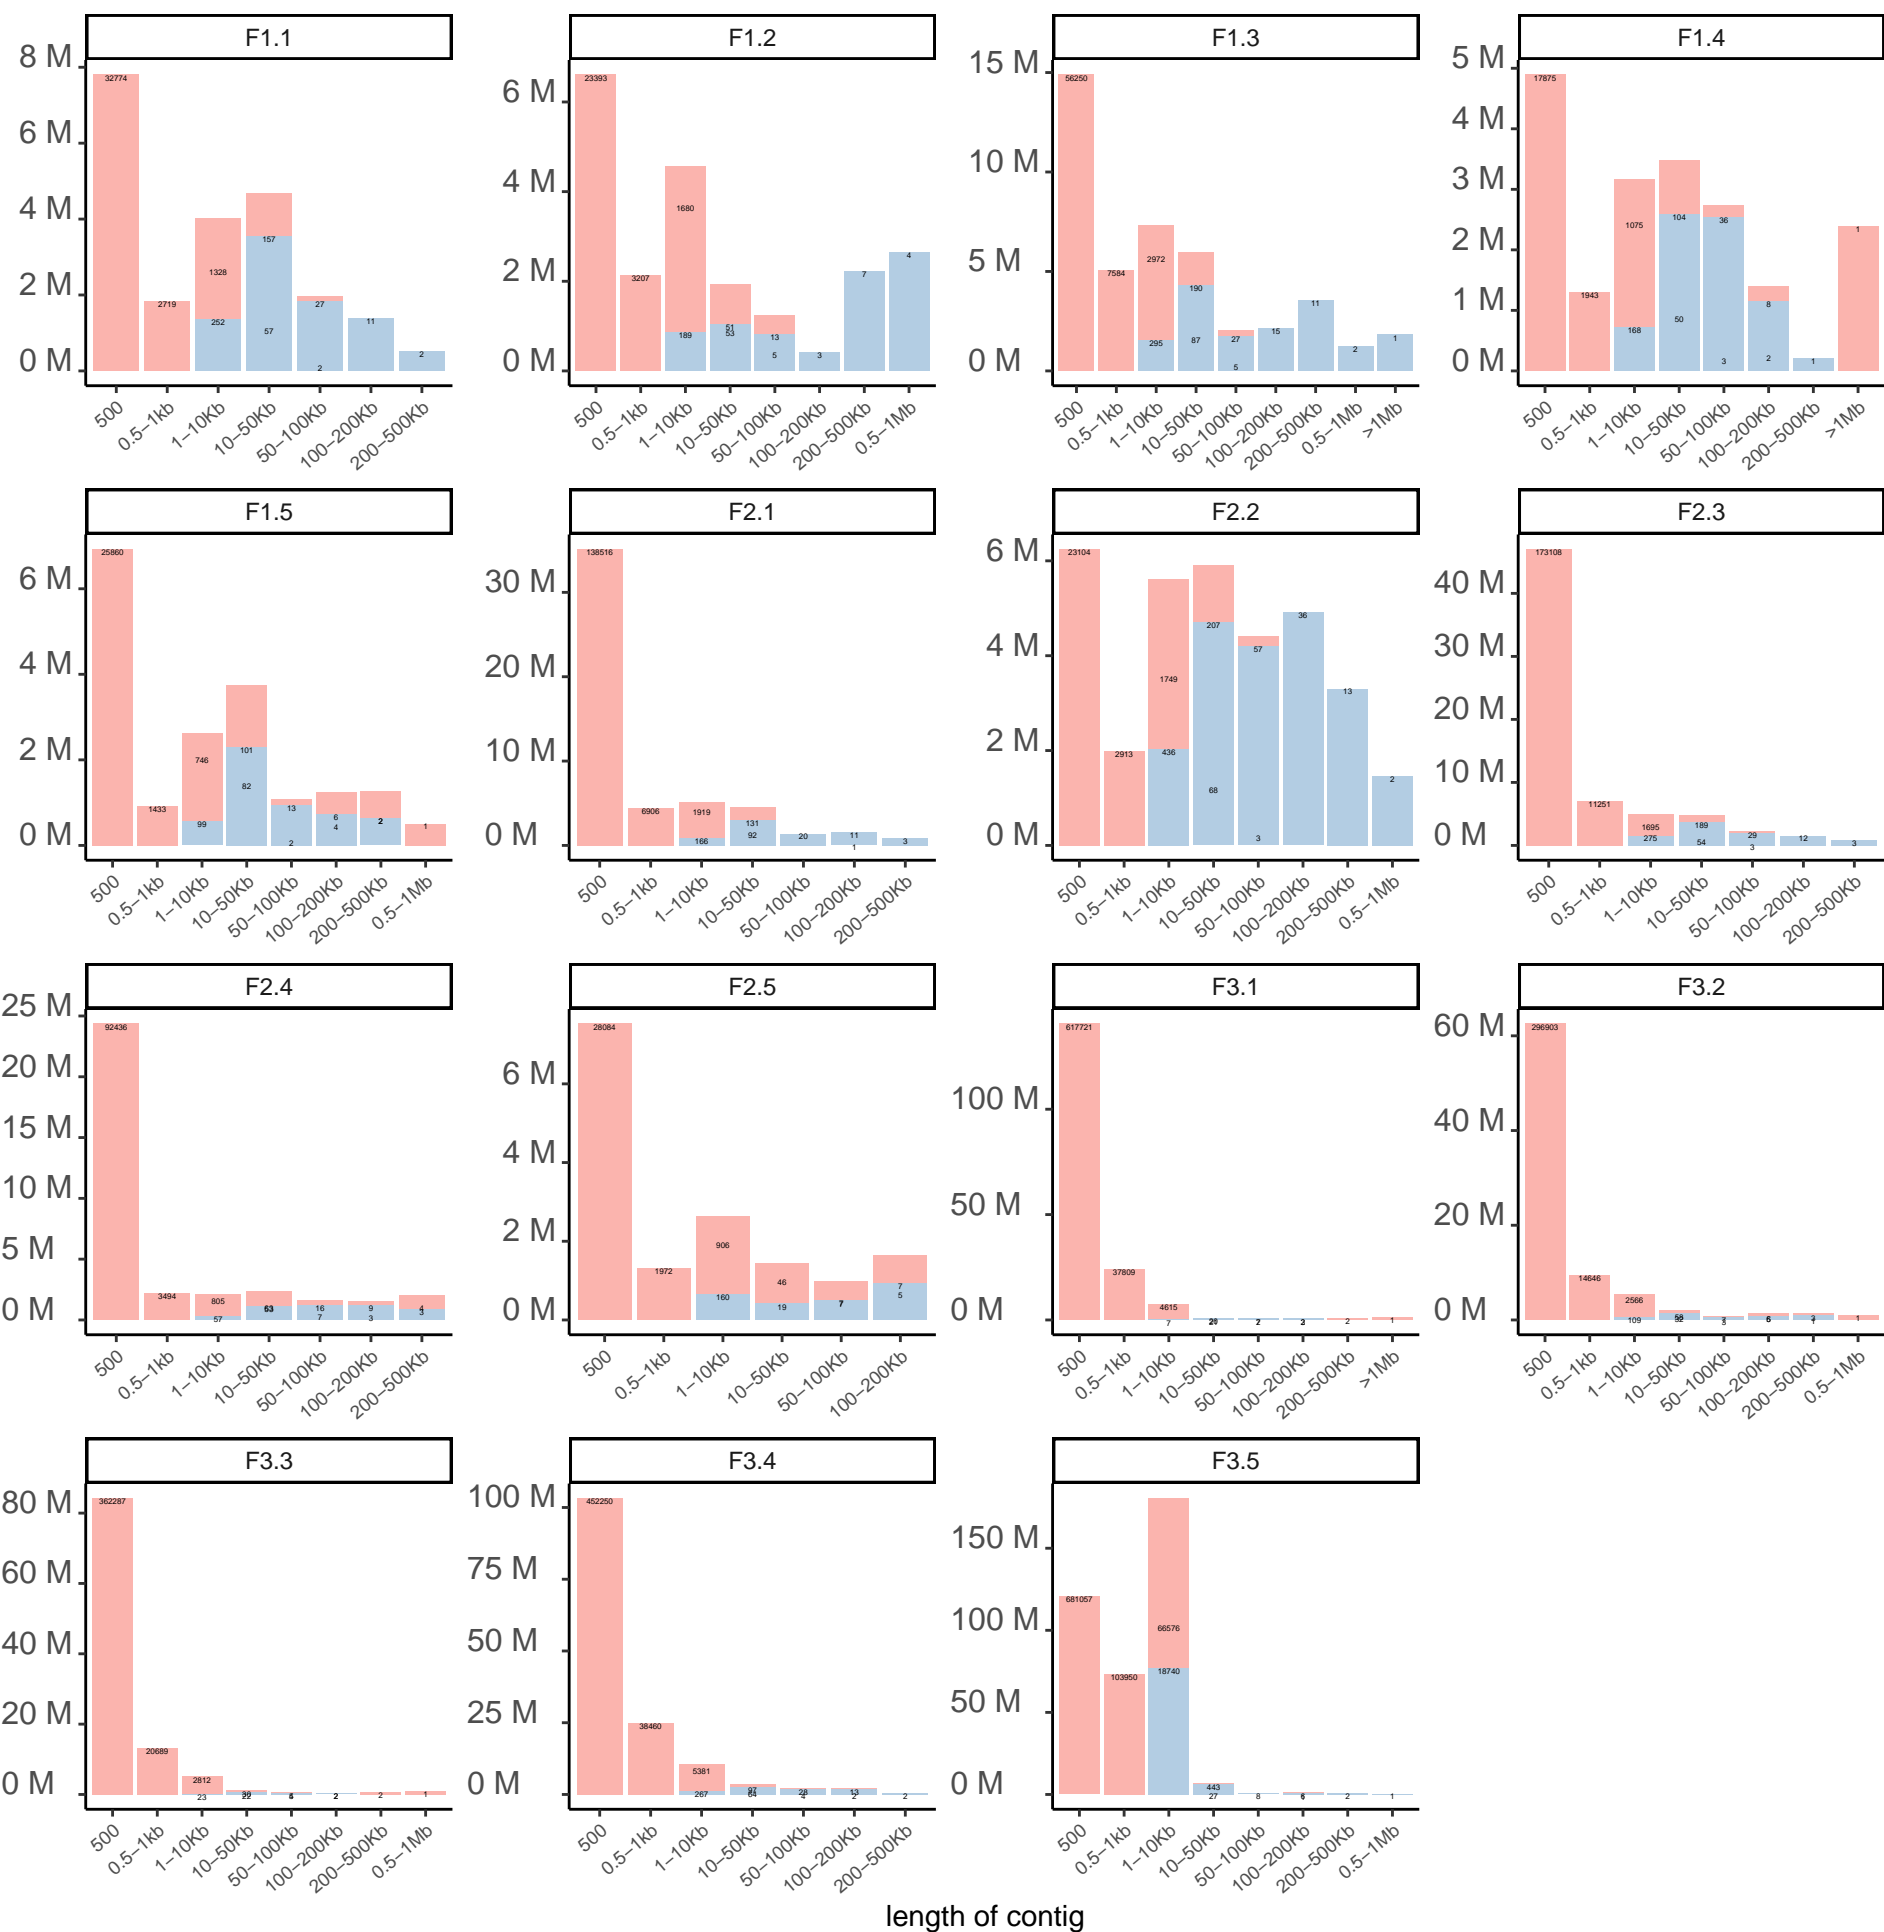 F1.1
8 M
6 M
4 M
2 M
0 M
32774
2719
1328
252
157
57
27
2
11
2
500
0.5–1kb
1–10Kb
10–50Kb
50–100Kb
100–200Kb
200–500Kb
F1.2
6 M
4 M
2 M
0 M
23393
3207
1680
189
51
53
13
5
3
7
4
500
0.5–1kb
1–10Kb
10–50Kb
50–100Kb
100–200Kb
200–500Kb
0.5–1Mb
F1.3
15 M
10 M
5 M
0 M
56250
7584
2972
295
190
87
27
5
15
11
2
1
500
0.5–1kb
1–10Kb
10–50Kb
50–100Kb
100–200Kb
200–500Kb
0.5–1Mb
>1Mb
F1.4
5 M
4 M
3 M
2 M
1 M
0 M
17875
1943
1075
168
104
50
36
3
8
2
1
1
500
0.5–1kb
1–10Kb
10–50Kb
50–100Kb
100–200Kb
200–500Kb
>1Mb
F1.5
6 M
4 M
2 M
0 M
25860
1433
746
99
101
82
13
2
6
4
2
1
500
0.5–1kb
1–10Kb
10–50Kb
50–100Kb
100–200Kb
200–500Kb
0.5–1Mb
F2.1
30 M
20 M
10 M
0 M
138516
6906
1919
166
131
92
20
11
1
3
500
0.5–1kb
1–10Kb
10–50Kb
50–100Kb
100–200Kb
200–500Kb
F2.2
6 M
4 M
2 M
0 M
23104
2913
1749
436
207
68
57
3
36
13
2
500
0.5–1kb
1–10Kb
10–50Kb
50–100Kb
100–200Kb
200–500Kb
0.5–1Mb
F2.3
40 M
30 M
20 M
10 M
0 M
173108
11251
1695
275
189
54
29
3
12
3
500
0.5–1kb
1–10Kb
10–50Kb
50–100Kb
100–200Kb
200–500Kb
F2.4
25 M
20 M
15 M
10 M
5 M
0 M
92436
3494
805
57
16
7
9
3
4
3
500
0.5–1kb
1–10Kb
10–50Kb
50–100Kb
100–200Kb
200–500Kb
F2.5
6 M
4 M
2 M
0 M
28084
1972
906
160
46
19
7
7
5
500
0.5–1kb
1–10Kb
10–50Kb
50–100Kb
100–200Kb
F3.1
100 M
50 M
0 M
617721
37809
4615
7
2
1
500
0.5–1kb
1–10Kb
10–50Kb
50–100Kb
100–200Kb
200–500Kb
>1Mb
F3.2
60 M
40 M
20 M
0 M
296903
14646
2566
109
1
500
0.5–1kb
1–10Kb
10–50Kb
50–100Kb
100–200Kb
200–500Kb
0.5–1Mb
F3.3
80 M
60 M
40 M
20 M
0 M
362287
20689
2812
23
22
2
2
1
500
0.5–1kb
1–10Kb
10–50Kb
50–100Kb
100–200Kb
200–500Kb
0.5–1Mb
F3.4
100 M
75 M
50 M
25 M
0 M
452250
38460
5381
267
97
64
28
4
13
2
2
500
0.5–1kb
1–10Kb
10–50Kb
50–100Kb
100–200Kb
200–500Kb
F3.5
150 M
100 M
50 M
0 M
681057
103950
66576
18740
443
27
8
2
1
500
0.5–1kb
1–10Kb
10–50Kb
50–100Kb
100–200Kb
200–500Kb
0.5–1Mb
length of contig